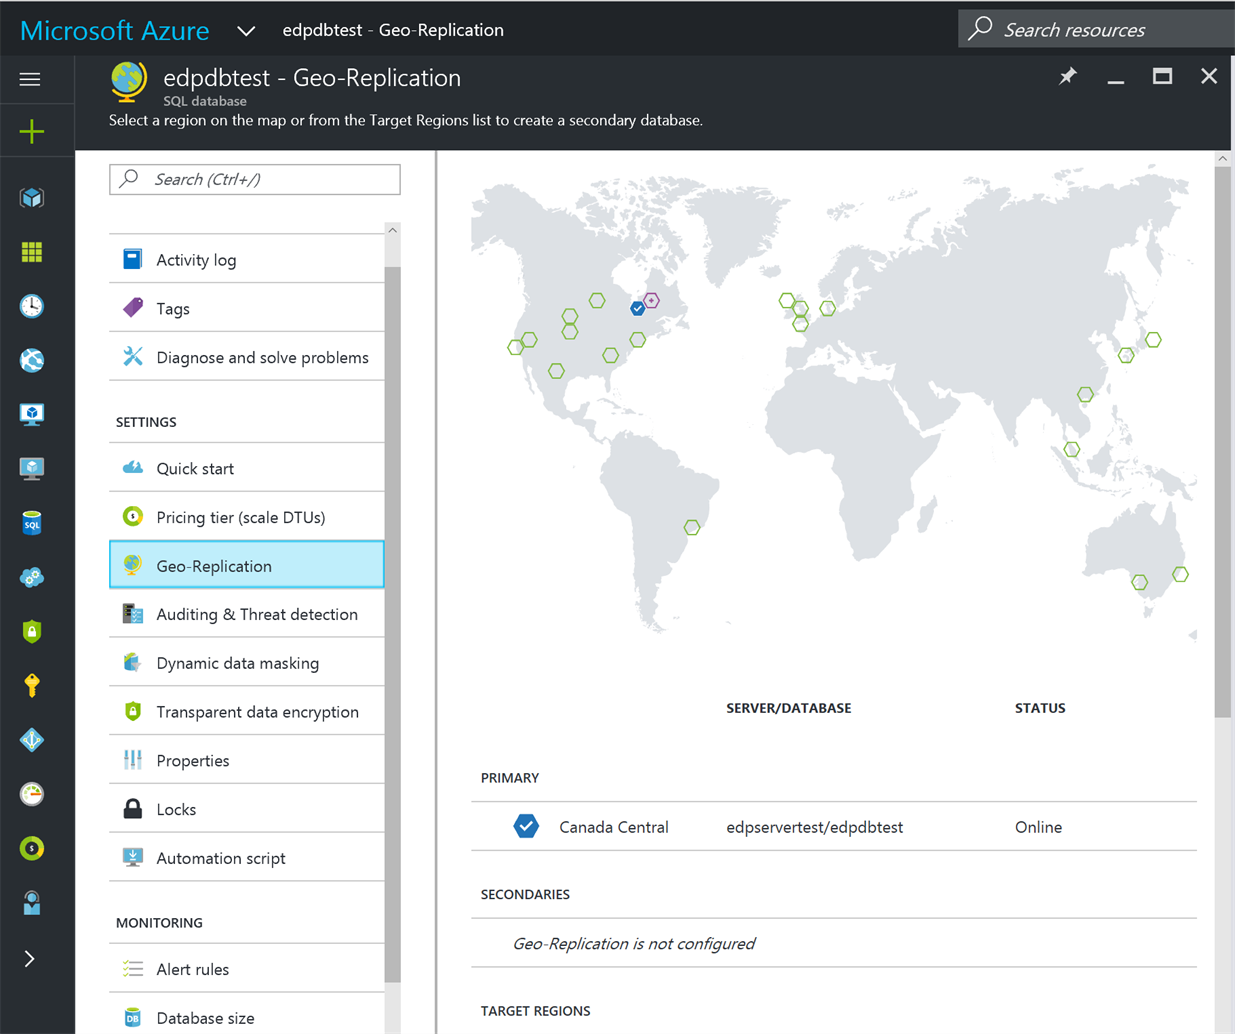 Microsoft Azure
edpdbtest - Geo-Replication
Search resources
edpdbtest - Geo-Replication
SQL database
Select a region on the map or from the Target Regions list to create a secondary database.
Search (Ctrl+/)
Activity log
Tags
Diagnose and solve problems
SETTINGS
Quick start
Pricing tier (scale DTUs)
Geo-Replication
Auditing & Threat detection
Dynamic data masking
Transparent data encryption
Properties
Locks
Automation script
MONITORING
Alert rules
Database size
SQL
DB
SERVER/DATABASE
STATUS
PRIMARY
Canada Central
edpservertest/edpdbtest
Online
SECONDARIES
Geo-Replication is not configured
TARGET REGIONS